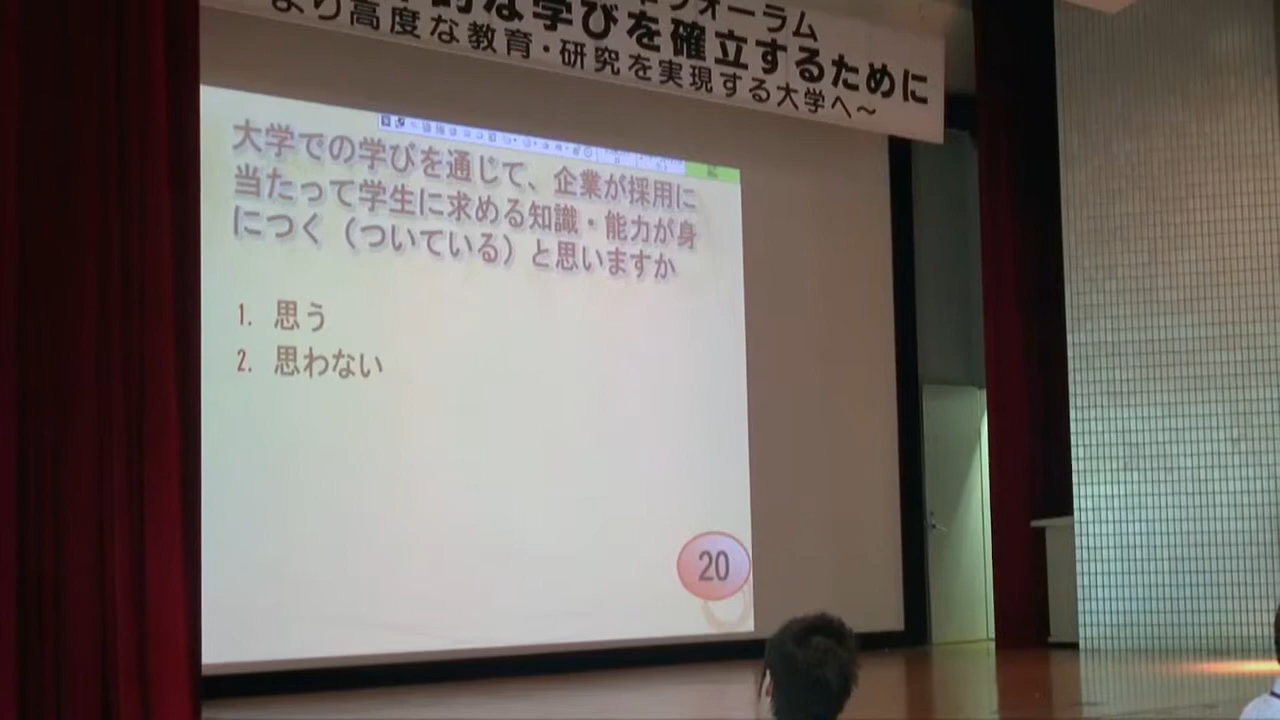 フォーラム
な学びを確立するために
より高度な教育・研究を実現する大学へ～
大学での学びを通じて、企業が採用に
当たって学生に求める知識・能力が身
につく（ついている）と思いますか
1. 思う
2. 思わない
20